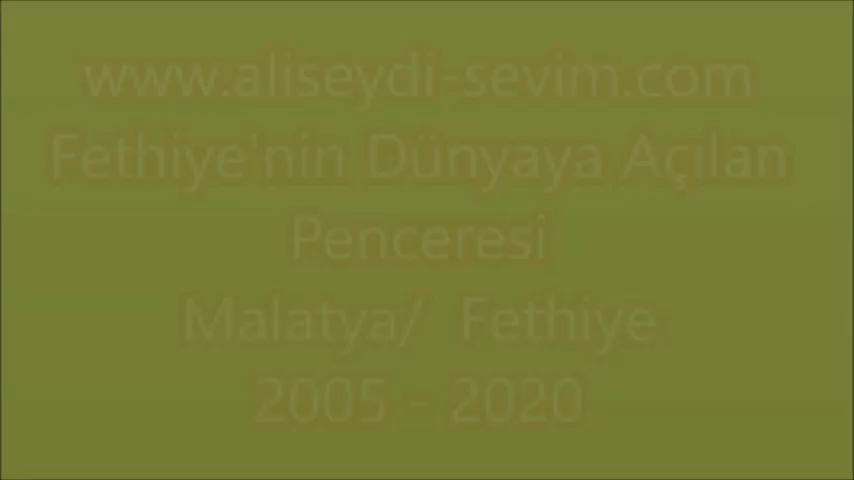 www.aliseydi-sevim.com
Fethiye'nin Dünyaya Açılan
Penceresi
Malatya/ Fethiye
2005 - 2020